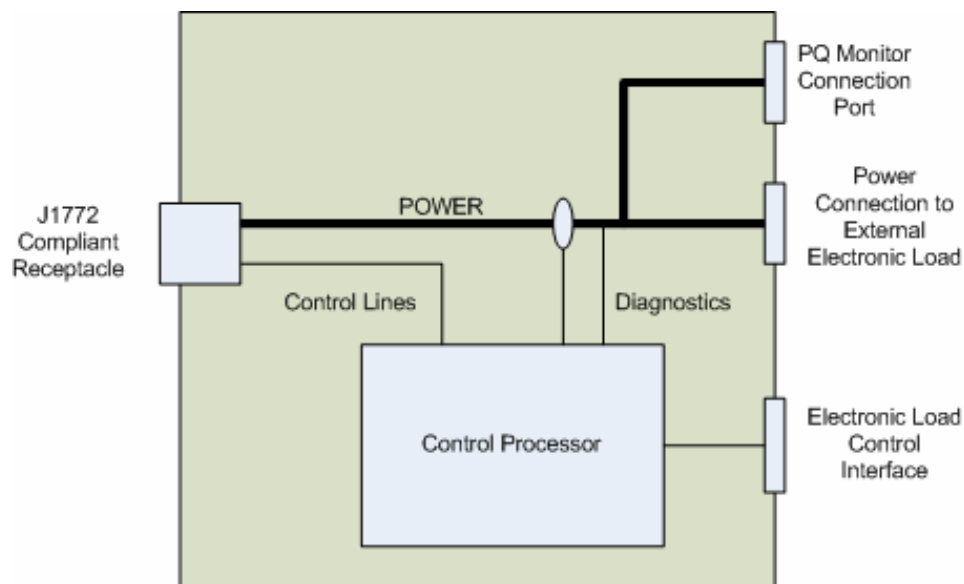 PQ Monitor
Connection
Port
POWER
J1772
Compliant
Receptacle
Power
Connection to
External
Electronic Load
Control Lines
Diagnostics
Control Processor
Electronic Load
Control
Interface